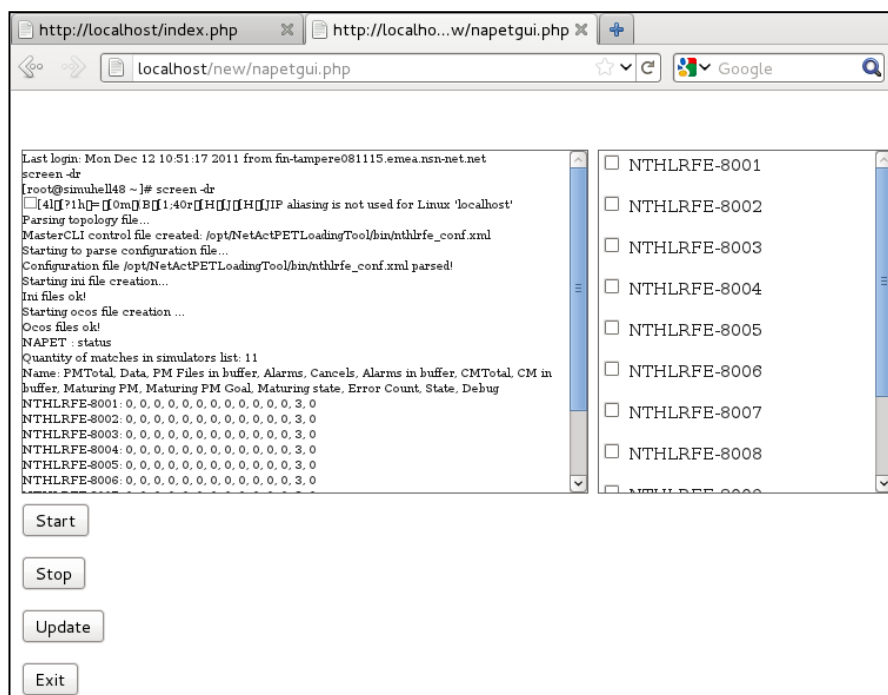 http://localhost/index.php
http://localho...w/napetgui.php
localhost/new/napetgui.php
Google
Last login: Mon Dec 12 10:51:17 2011 from fin-tampere081115.emea.nsn-net.net
screen -dr
[root@simuhell48 ~]# screen -dr
[4l[?1h= [0m(B[1;40r[H[J[H[JIP aliasing is not used for Linux 'localhost'
Parsing topology file...
MasterCLI control file created: /opt/NetActPETLoadingTool/bin/nthlrfe_conf.xml
Starting to parse configuration file...
Configuration file /opt/NetActPETLoadingTool/bin/nthlrfe_conf.xml parsed!
Starting ini file creation...
Ini files ok!
Starting ocos file creation ...
Ocos files ok!
NAPET : status
Quantity of matches in simulators list: 11
Name: PMTotal, Data, PM Files in buffer, Alarms, Cancels, Alarms in buffer, CMTotal, CM in
buffer, Maturing PM, Maturing PM Goal, Maturing state, Error Count, State, Debug
NTHLRFE-8001: 0, 0, 0, 0, 0, 0, 0, 0, 0, 0, 0, 0, 3, 0
NTHLRFE-8002: 0, 0, 0, 0, 0, 0, 0, 0, 0, 0, 0, 0, 3, 0
NTHLRFE-8003: 0, 0, 0, 0, 0, 0, 0, 0, 0, 0, 0, 0, 3, 0
NTHLRFE-8004: 0, 0, 0, 0, 0, 0, 0, 0, 0, 0, 0, 0, 3, 0
NTHLRFE-8005: 0, 0, 0, 0, 0, 0, 0, 0, 0, 0, 0, 0, 3, 0
NTHLRFE-8006: 0, 0, 0, 0, 0, 0, 0, 0, 0, 0, 0, 0, 3, 0
NTHLRFE-8001
NTHLRFE-8002
NTHLRFE-8003
NTHLRFE-8004
NTHLRFE-8005
NTHLRFE-8006
NTHLRFE-8007
NTHLRFE-8008
Start
Stop
Update
Exit